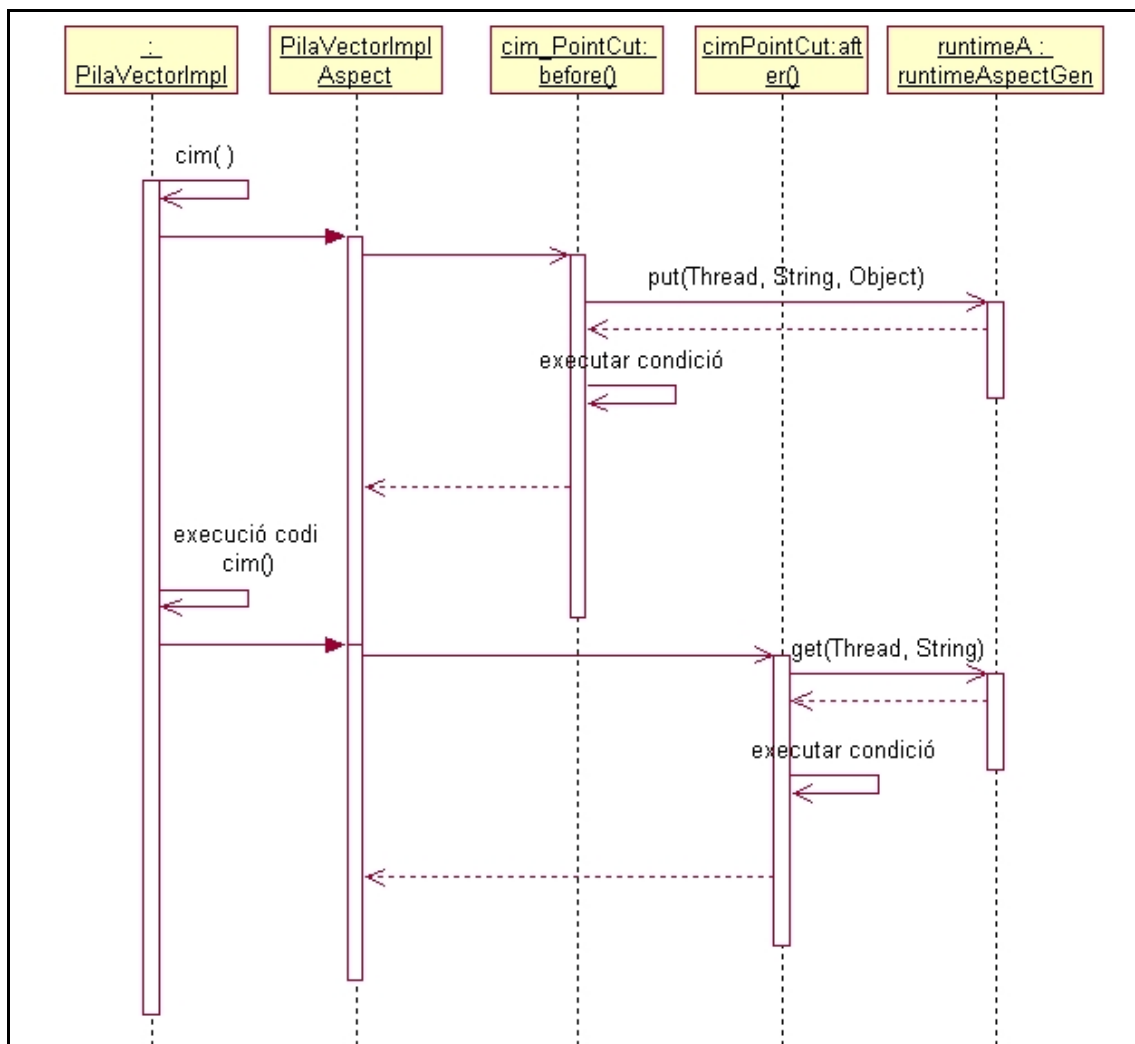 :
PilaVectorImpl
PilaVectorImpl
Aspect
cim_PointCut:
before()
cimPointCut:aft
er()
runtimeA :
runtimeAspectGen
cim( )
put(Thread, String, Object)
executar condició
execució codi
cim()
get(Thread, String)
executar condició